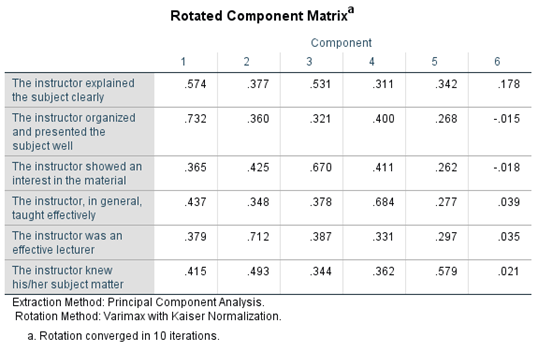 Rotated Component Matrixa
Component
1 2 3 4 5 6
The instructor explained
the subject clearly .574 .377 .531 .311 .342 .178
The instructor organized
and presented the
subject well .732 .360 .321 .400 .268 -.015
The instructor showed an
interest in the material .365 .425 .670 .411 .262 -.018
The instructor, in general,
taught effectively .437 .348 .378 .684 .277 .039
The instructor was an
effective lecturer .379 .712 .387 .331 .297 .035
The instructor knew
his/her subject matter .415 .493 .344 .362 .579 .021
Extraction Method: Principal Component Analysis.
Rotation Method: Varimax with Kaiser Normalization.
a. Rotation converged in 10 iterations.